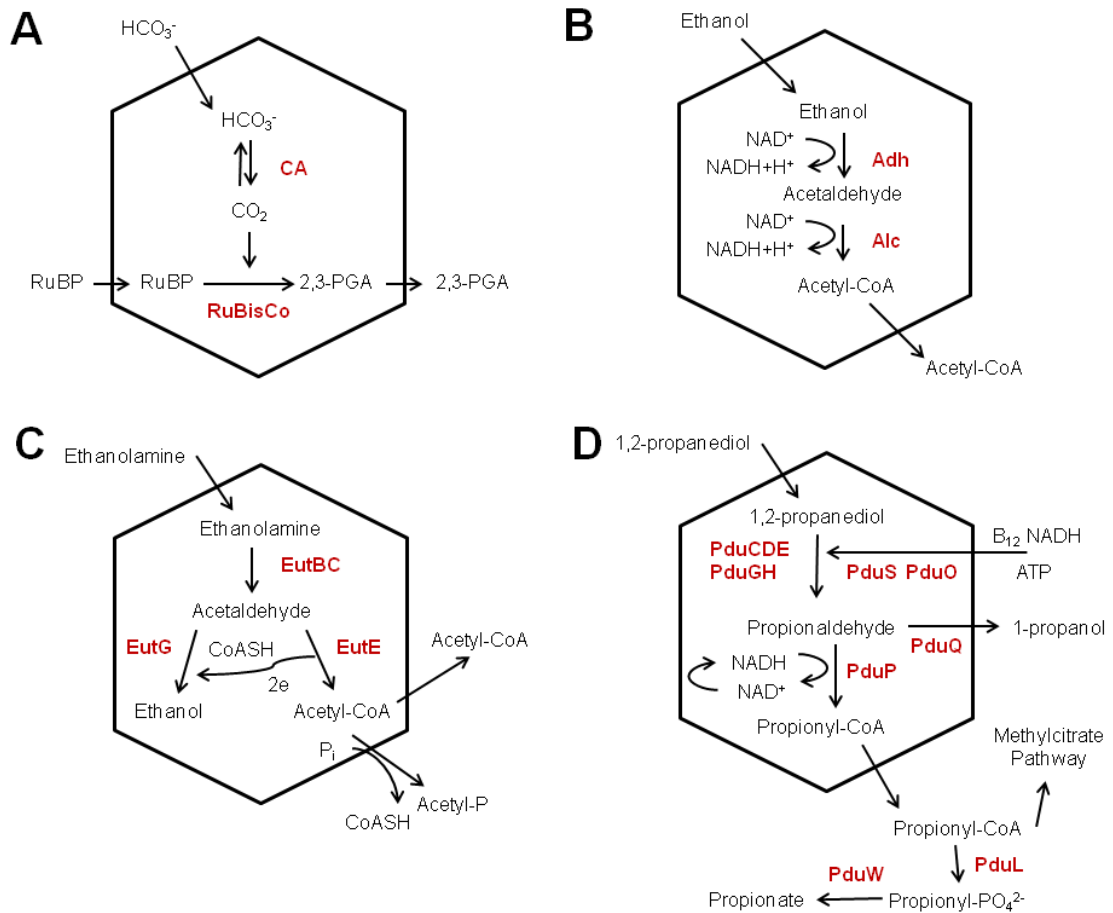 A
HCO₃⁻
HCO₃⁻
CA
CO₂
RuBP
RuBP
2,3-PGA
2,3-PGA
RuBisCo
B
Ethanol
Ethanol
NAD⁺
NADH+H⁺
Adh
Acetaldehyde
NAD⁺
NADH+H⁺
Alc
Acetyl-CoA
Acetyl-CoA
C
Ethanolamine
Ethanolamine
EutBC
Acetaldehyde
EutG
CoASH
EutE
2e
Ethanol
Acetyl-CoA
Acetyl-CoA
Pᵢ
Acetyl-P
CoASH
D
1,2-propanediol
1,2-propanediol
PduCDE
PduGH
PduS PduO
B₁₂ NADH
ATP
Propionaldehyde
1-propanol
PduQ
NADH
NAD⁺
PduP
Propionyl-CoA
Methylcitrate
Pathway
Propionyl-CoA
PduL
PduW
Propionate
Propionyl-PO₄²⁻